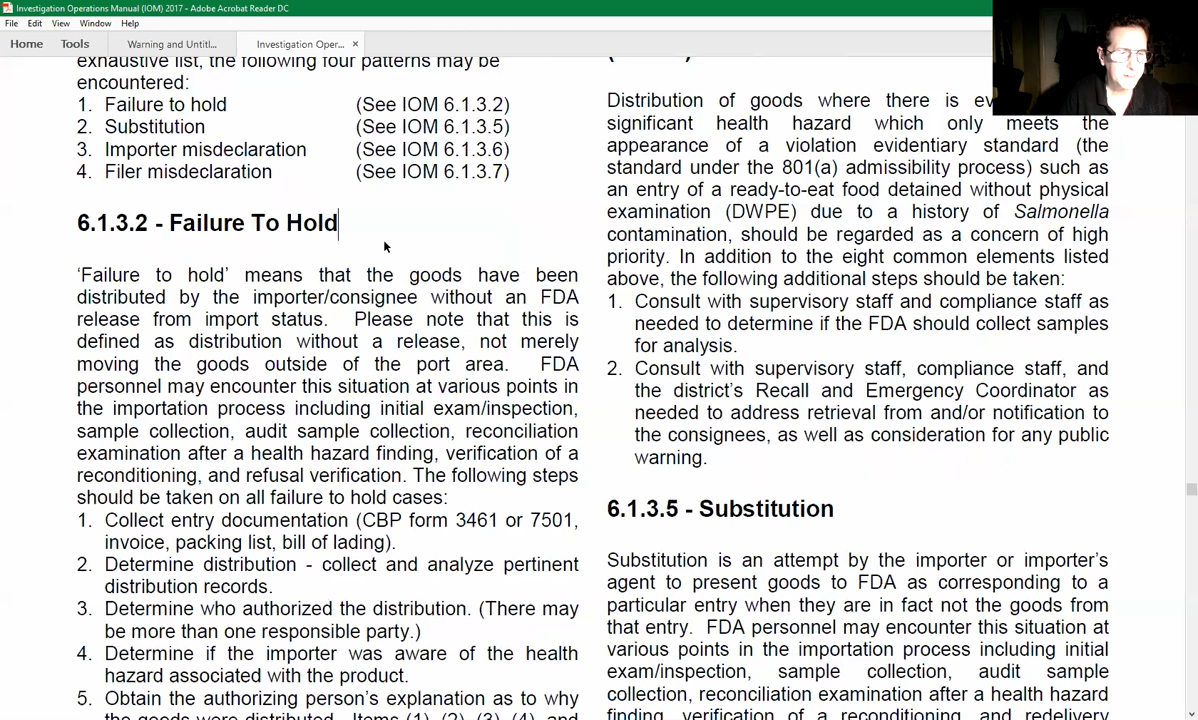 Investigation Operations Manual (IOM) 2017 - Adobe Acrobat Reader DC
File Edit View Window Help
Home Tools Warning and Untitl... Investigation Oper... ×
exhaustive list, the following four patterns may be
encountered:
1. Failure to hold (See IOM 6.1.3.2)
2. Substitution (See IOM 6.1.3.5)
3. Importer misdeclaration (See IOM 6.1.3.6)
4. Filer misdeclaration (See IOM 6.1.3.7)
6.1.3.2 - Failure To Hold
‘Failure to hold’ means that the goods have been
distributed by the importer/consignee without an FDA
release from import status. Please note that this is
defined as distribution without a release, not merely
moving the goods outside of the port area. FDA
personnel may encounter this situation at various points in
the importation process including initial exam/inspection,
sample collection, audit sample collection, reconciliation
examination after a health hazard finding, verification of a
reconditioning, and refusal verification. The following steps
should be taken on all failure to hold cases:
1. Collect entry documentation (CBP form 3461 or 7501,
invoice, packing list, bill of lading).
2. Determine distribution - collect and analyze pertinent
distribution records.
3. Determine who authorized the distribution. (There may
be more than one responsible party.)
4. Determine if the importer was aware of the health
hazard associated with the product.
5. Obtain the authorizing person's explanation as to why
the goods were distributed. Items (1), (2), (3), (4), and
Distribution of goods where there is
significant health hazard which only meets the
appearance of a violation evidentiary standard (the
standard under the 801(a) admissibility process) such as
an entry of a ready-to-eat food detained without physical
examination (DWPE) due to a history of Salmonella
contamination, should be regarded as a concern of high
priority. In addition to the eight common elements listed
above, the following additional steps should be taken:
1. Consult with supervisory staff and compliance staff as
needed to determine if the FDA should collect samples
for analysis.
2. Consult with supervisory staff, compliance staff, and
the district's Recall and Emergency Coordinator as
needed to address retrieval from and/or notification to
the consignees, as well as consideration for any public
warning.
6.1.3.5 - Substitution
Substitution is an attempt by the importer or importer's
agent to present goods to FDA as corresponding to a
particular entry when they are in fact not the goods from
that entry. FDA personnel may encounter this situation at
various points in the importation process including initial
exam/inspection, sample collection, audit sample
collection, reconciliation examination after a health hazard
finding, verification of a reconditioning, and redelivery